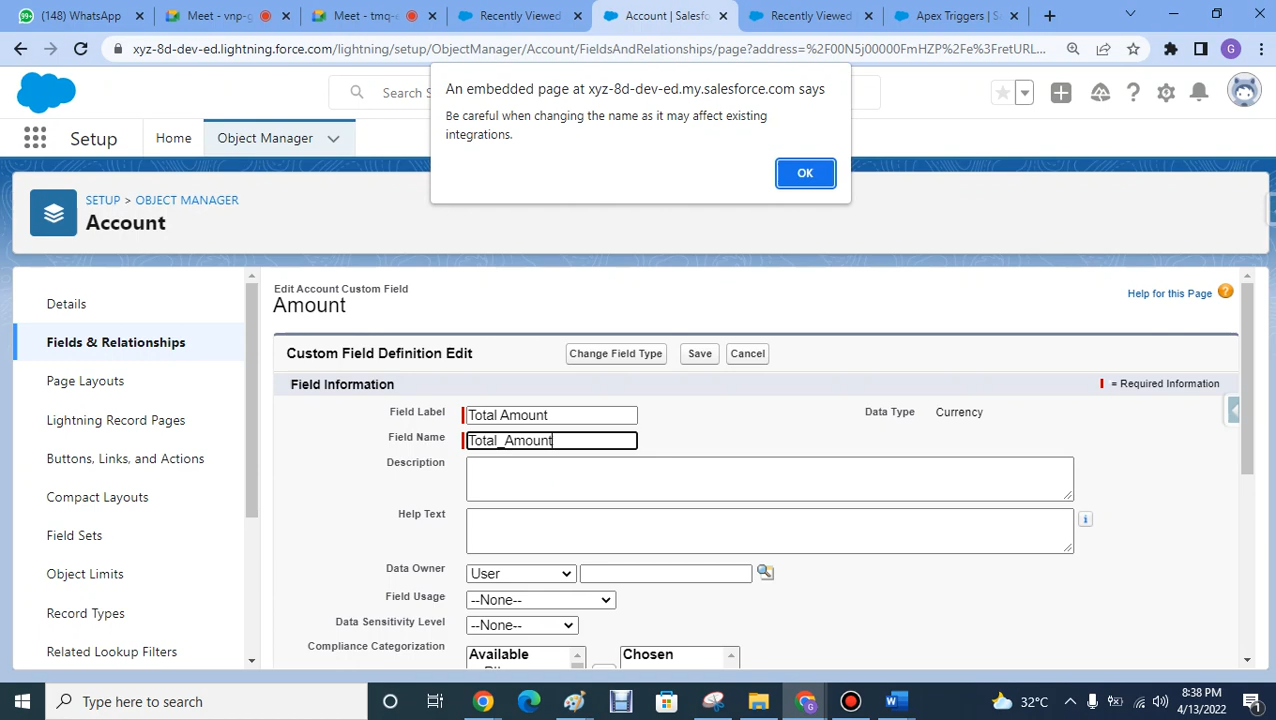 99+
(18) WhatsApp
Meet - vnp-g
Meet - tmq-e
Recently Viewed
Account | Salesfo
Recently Viewed
Apex Triggers | S
xyz-8d-dev-ed.lightning.force.com/lightning/setup/ObjectManager/Account/FieldsAndRelationships/page?address=%2F00N5j00000FmHZP%2Fe%3FretURL...
G
Search S
An embedded page at xyz-8d-dev-ed.my.salesforce.com says
Be careful when changing the name as it may affect existing
integrations.
OK
Setup
Home
Object Manager
SETUP > OBJECT MANAGER
Account
Details
Fields & Relationships
Page Layouts
Lightning Record Pages
Buttons, Links, and Actions
Compact Layouts
Field Sets
Object Limits
Record Types
Related Lookup Filters
Edit Account Custom Field
Amount
Help for this Page
Custom Field Definition Edit
Change Field Type
Save
Cancel
Field Information
= Required Information
Field Label
Total Amount
Data Type
Currency
Field Name
Total_Amount
Description
Help Text
Data Owner
User
Field Usage
--None--
Data Sensitivity Level
--None--
Compliance Categorization
Available
Chosen
Type here to search
32°C
8:38 PM
4/13/2022
1